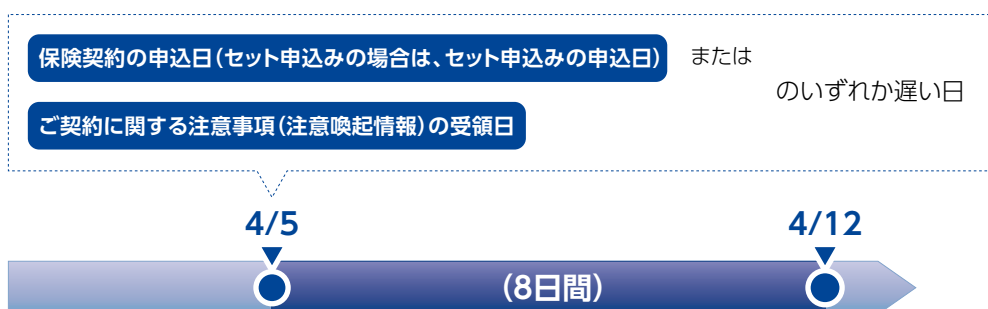 保険契約の申込日（セット申込みの場合は、セット申込みの申込日） または
のいずれか遅い日
ご契約に関する注意事項（注意喚起情報）の受領日
4/5 4/12
（8日間）